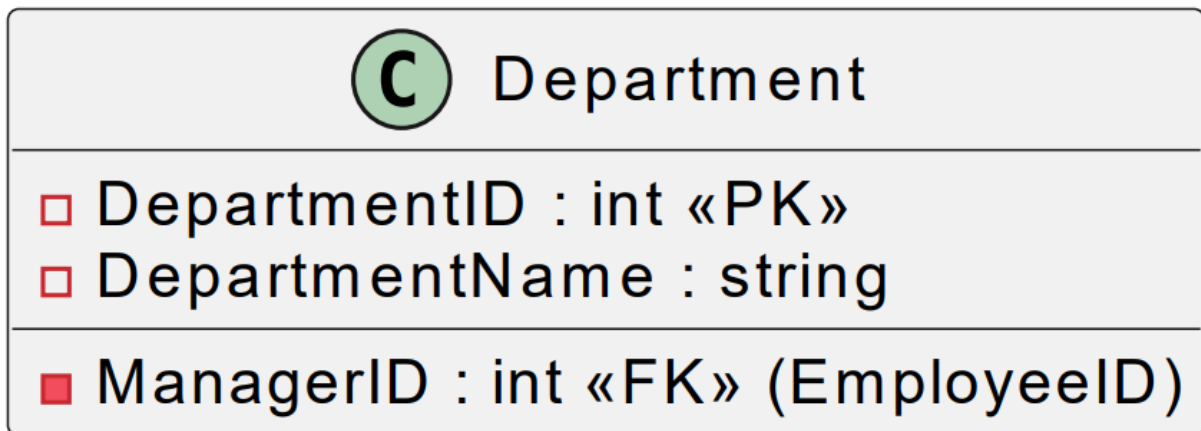 C Department
DepartmentID : int «PK»
DepartmentName : string
ManagerID : int «FK» (EmployeeID)